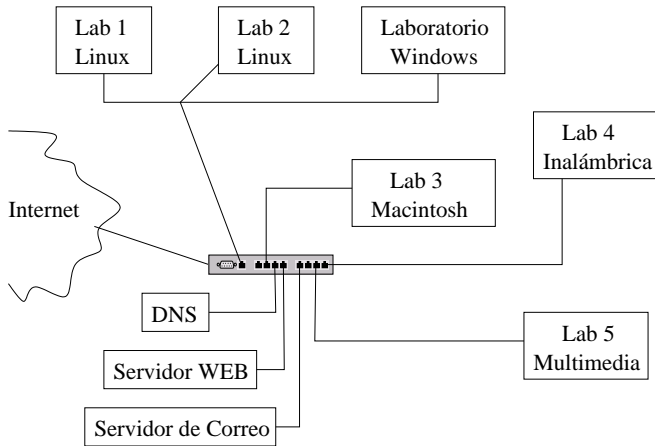 Lab 1
Linux
Lab 2
Linux
Laboratorio
Windows
Lab 4
Inalámbrica
Lab 3
Macintosh
Internet
DNS
Servidor WEB
Lab 5
Multimedia
Servidor de Correo